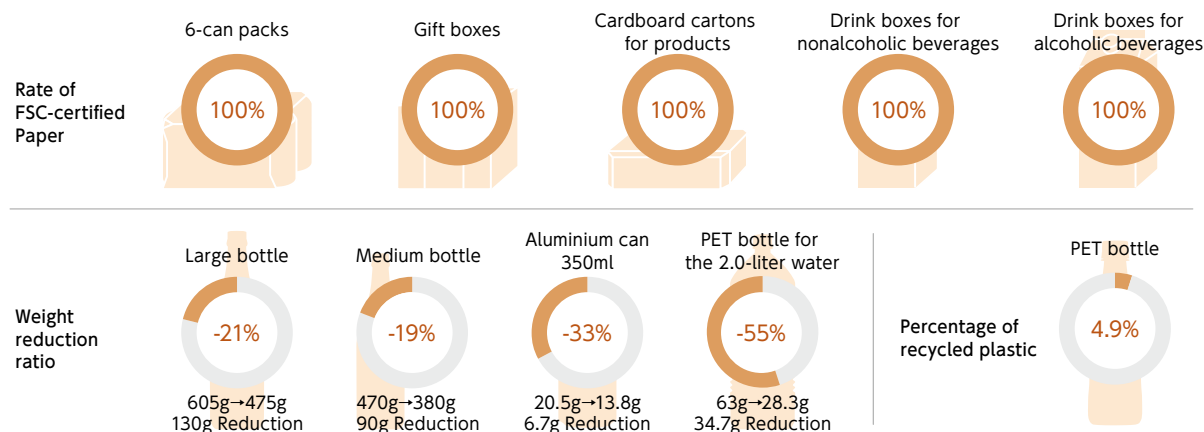 6-can packs
Gift boxes
Cardboard cartons
for products
Drink boxes for
nonalcoholic beverages
Drink boxes for
alcoholic beverages
Rate of
FSC-certified
Paper
100%
100%
100%
100%
100%
Large bottle
Medium bottle
Aluminium can
350ml
PET bottle for
the 2.0-liter water
PET bottle
Weight
reduction
ratio
-21%
-19%
-33%
-55%
Percentage of
recycled plastic
4.9%
605g→475g
130g Reduction
470g→380g
90g Reduction
20.5g→13.8g
6.7g Reduction
63g→28.3g
34.7g Reduction